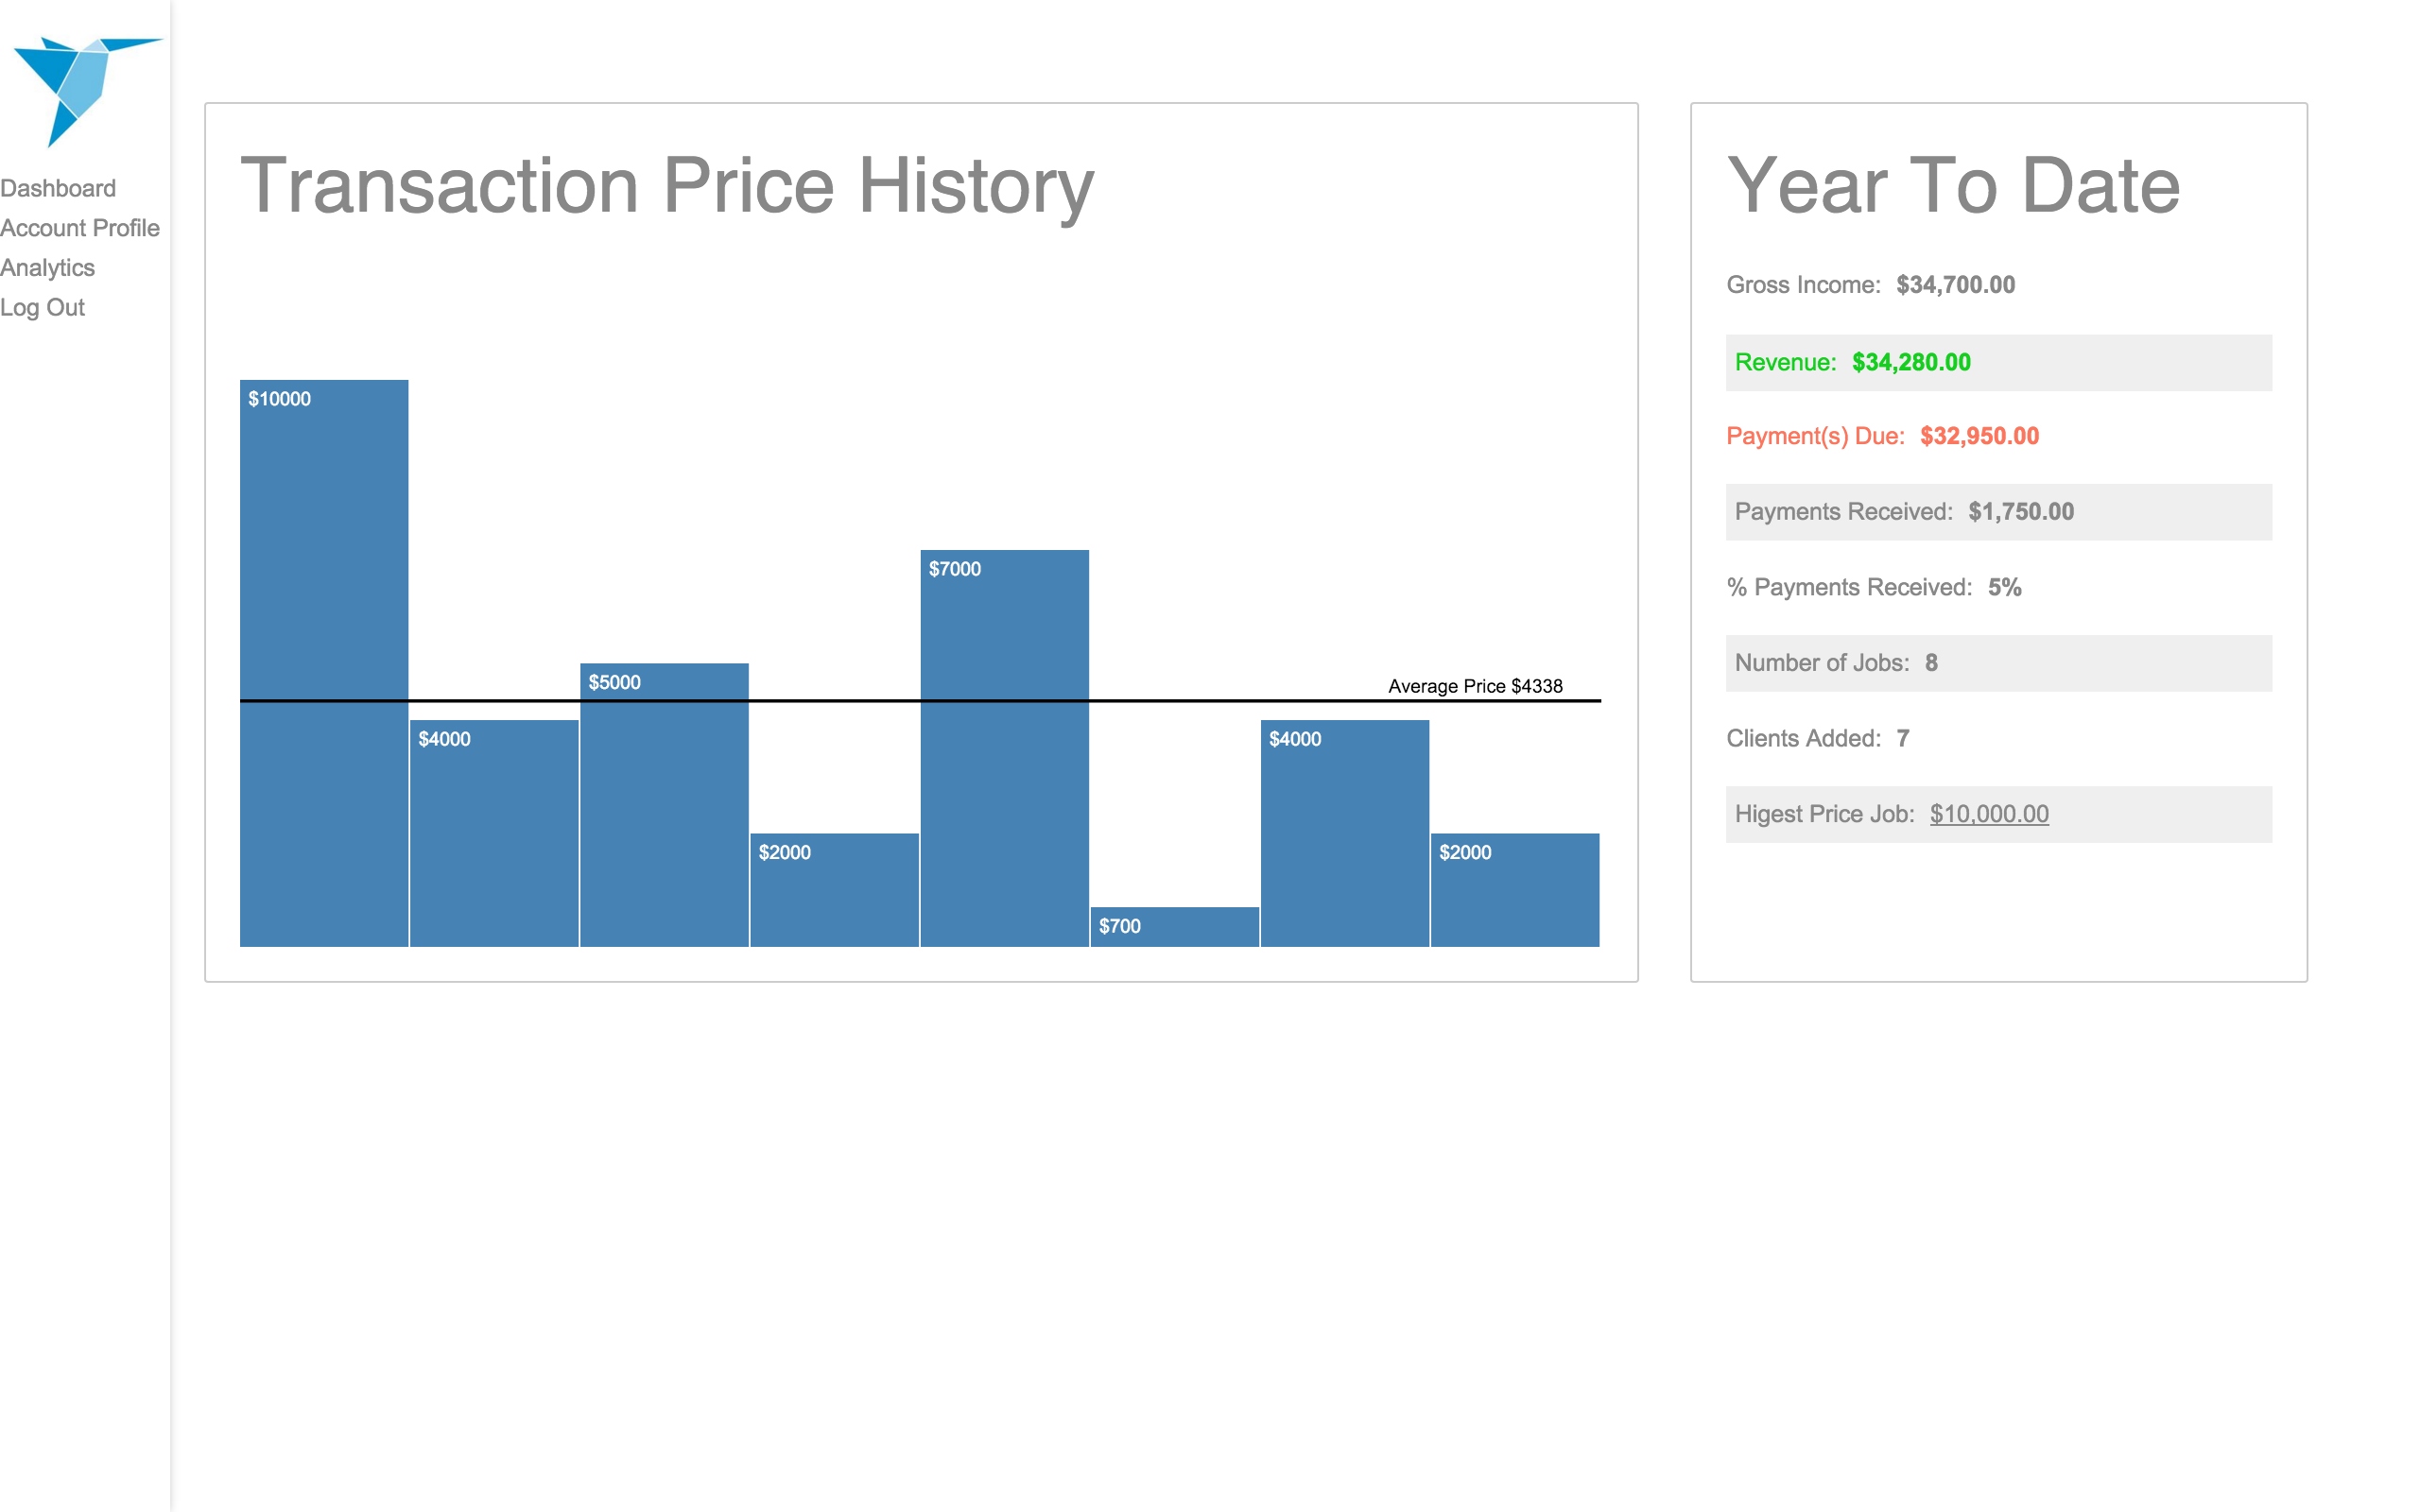 Dashboard
Account Profile
Analytics
Log Out
Transaction Price History
$10000
$4000
$5000
$2000
$7000
$700
$4000
$2000
Average Price $4338
Year To Date
Gross Income: $34,700.00
Revenue: $34,280.00
Payment(s) Due: $32,950.00
Payments Received: $1,750.00
% Payments Received: 5%
Number of Jobs: 8
Clients Added: 7
Higest Price Job: $10,000.00